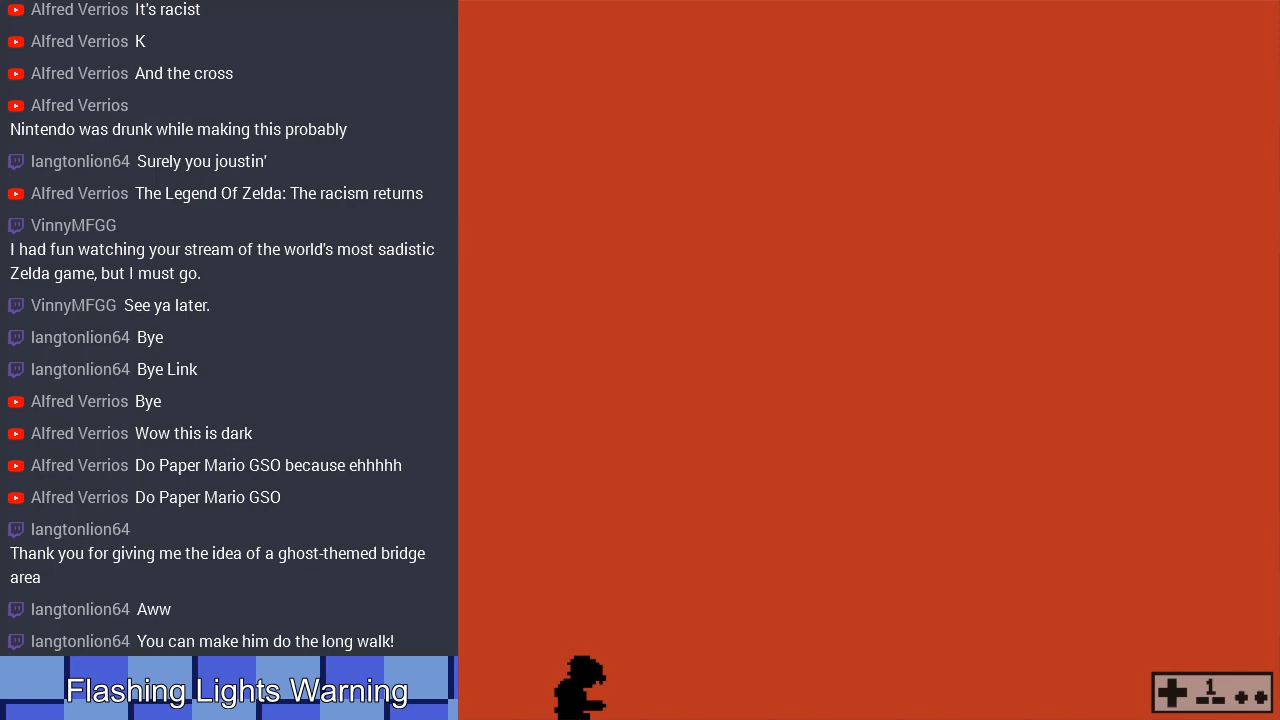 Alfred Verrios It's racist
Alfred Verrios K
Alfred Verrios And the cross
Alfred Verrios
Nintendo was drunk while making this probably
langtonlion64 Surely you joustin'
Alfred Verrios The Legend Of Zelda: The racism returns
VinnyMFGG
I had fun watching your stream of the world's most sadistic
Zelda game, but I must go.
VinnyMFGG See ya later.
langtonlion64 Bye
langtonlion64 Bye Link
Alfred Verrios Bye
Alfred Verrios Wow this is dark
Alfred Verrios Do Paper Mario GSO because ehhhhh
Alfred Verrios Do Paper Mario GSO
langtonlion64
Thank you for giving me the idea of a ghost-themed bridge
area
langtonlion64 Aww
langtonlion64 You can make him do the long walk!
Flashing Lights Warning
1